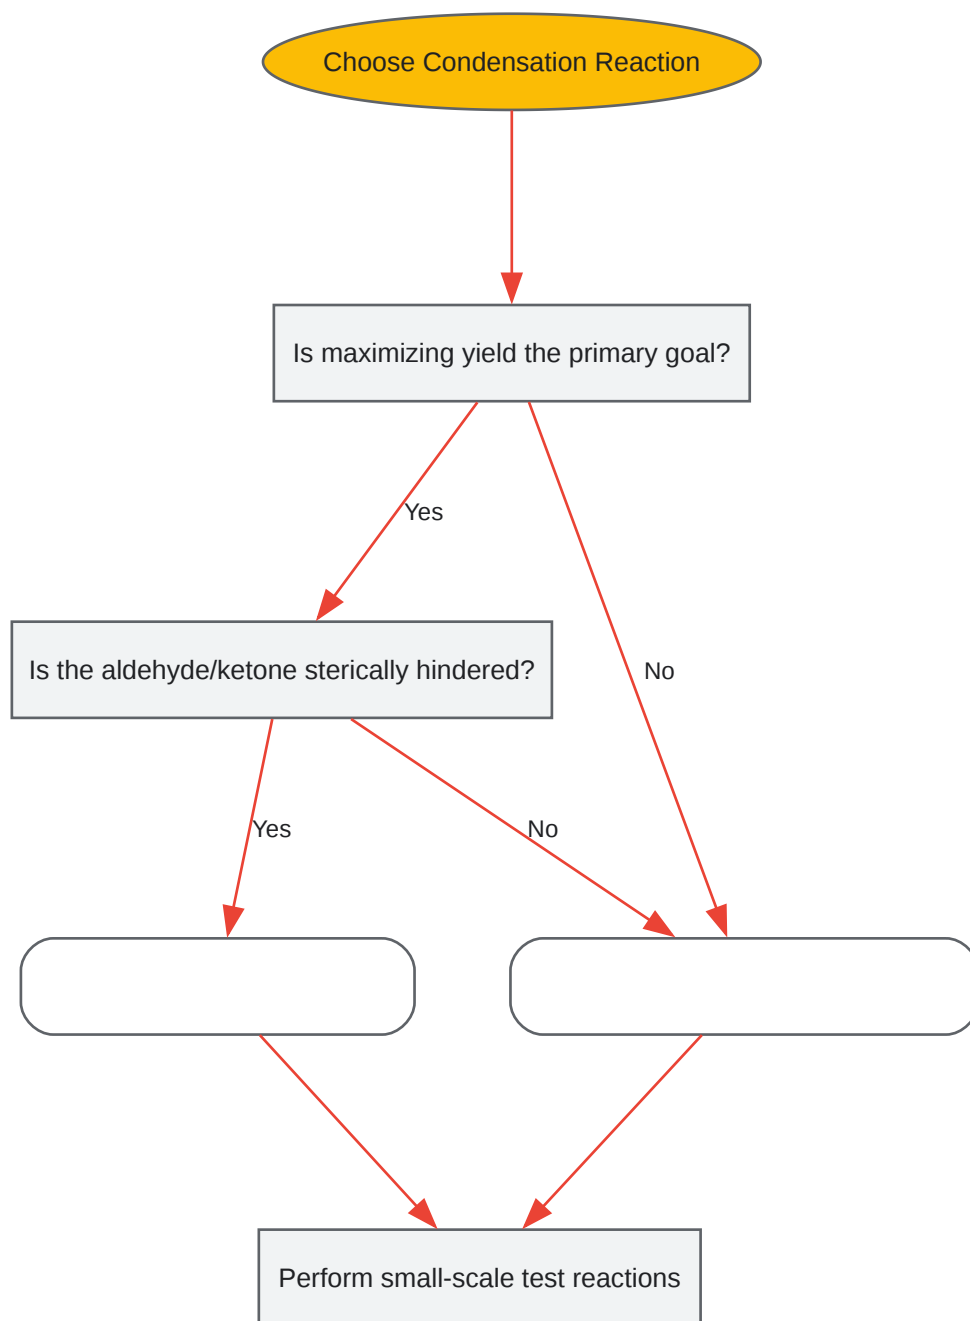 Choose Condensation Reaction
Is maximizing yield the primary goal?
Yes
Is the aldehyde/ketone sterically hindered?
No
Yes
No
Perform small-scale test reactions